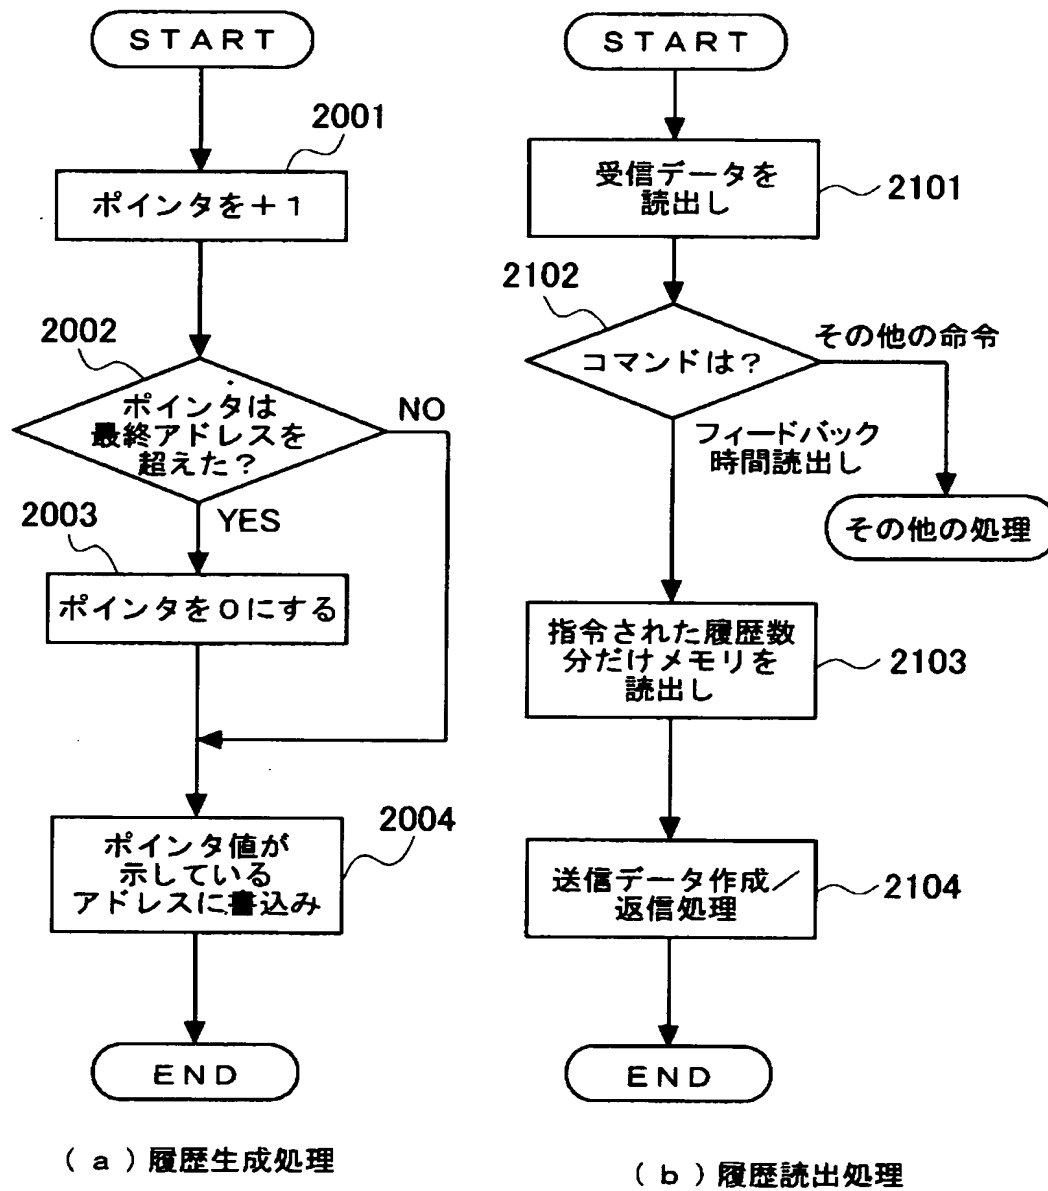 START
2001
ポインタを+1
2002
ポインタは
最終アドレスを
超えた?
NO
YES
2003
ポインタを0にする
2004
ポインタ値が
示している
アドレスに書込み
END
(a)履歴生成処理
START
受信データを
読出し
2101
2102
コマンドは?
その他の命令
その他の処理
フィードバック
時間読出し
指令された履歴数
分だけメモリを
読出し
2103
送信データ作成/
返信処理
2104
END
(b)履歴読出処理